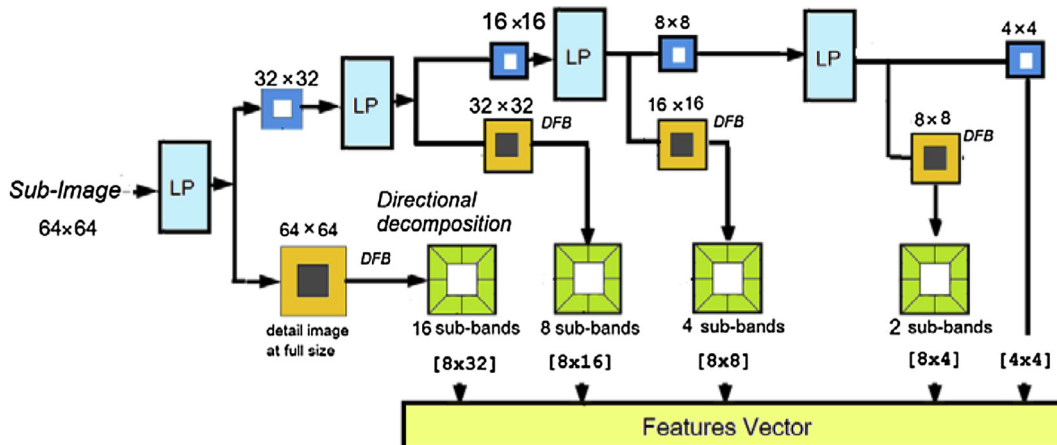 16×16
8×8
4×4
LP
LP
32×32
LP
32×32
DFB
16×16
8×8
DFB
LP
Sub-Image
64×64
Directional
decomposition
64×64
DFB
detail image
at full size
16 sub-bands
8 sub-bands
4 sub-bands
2 sub-bands
[8x32]
[8x16]
[8x8]
[8x4]
[4x4]
Features Vector